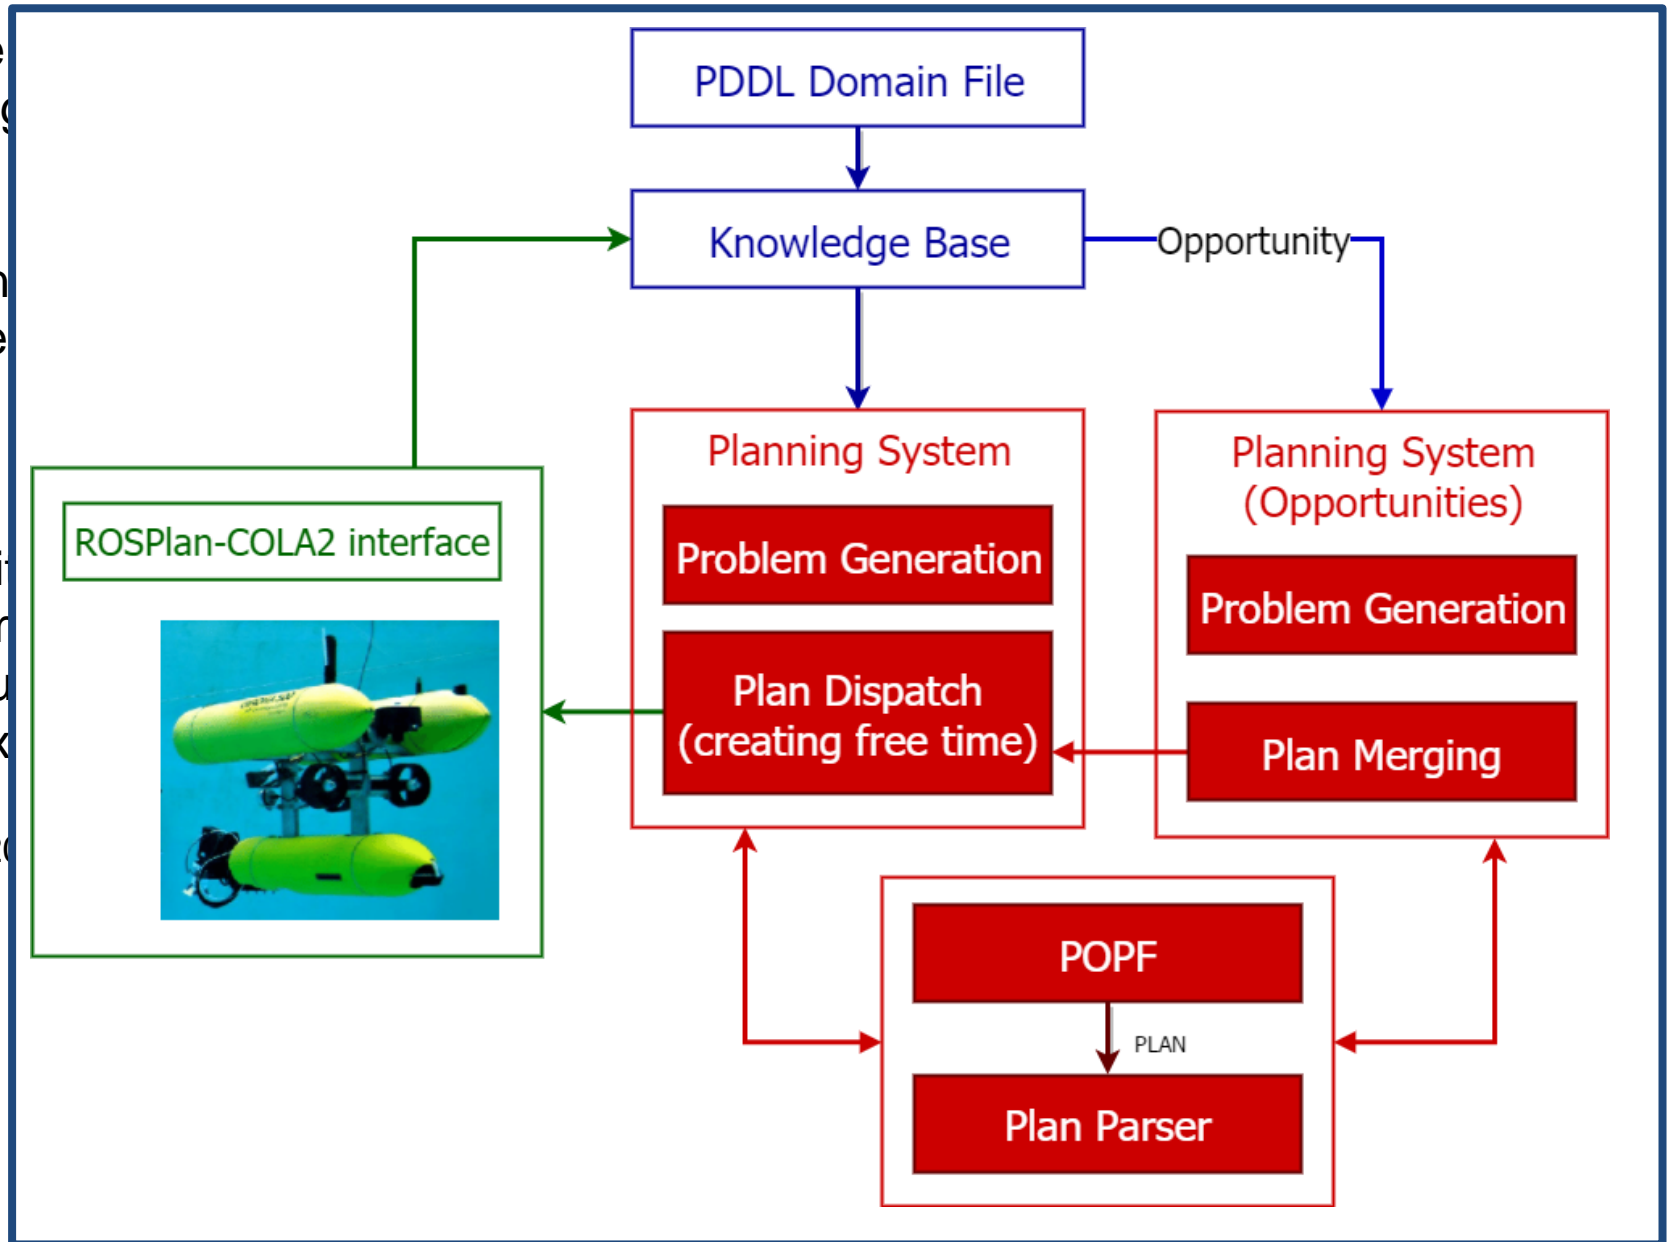 PDDL Domain File
Knowledge Base
Opportunity
Planning System
Problem Generation
Plan Dispatch
(creating free time)
Planning System
(Opportunities)
Problem Generation
Plan Merging
ROSPlan-COLA2 interface
POPF
PLAN
Plan Parser